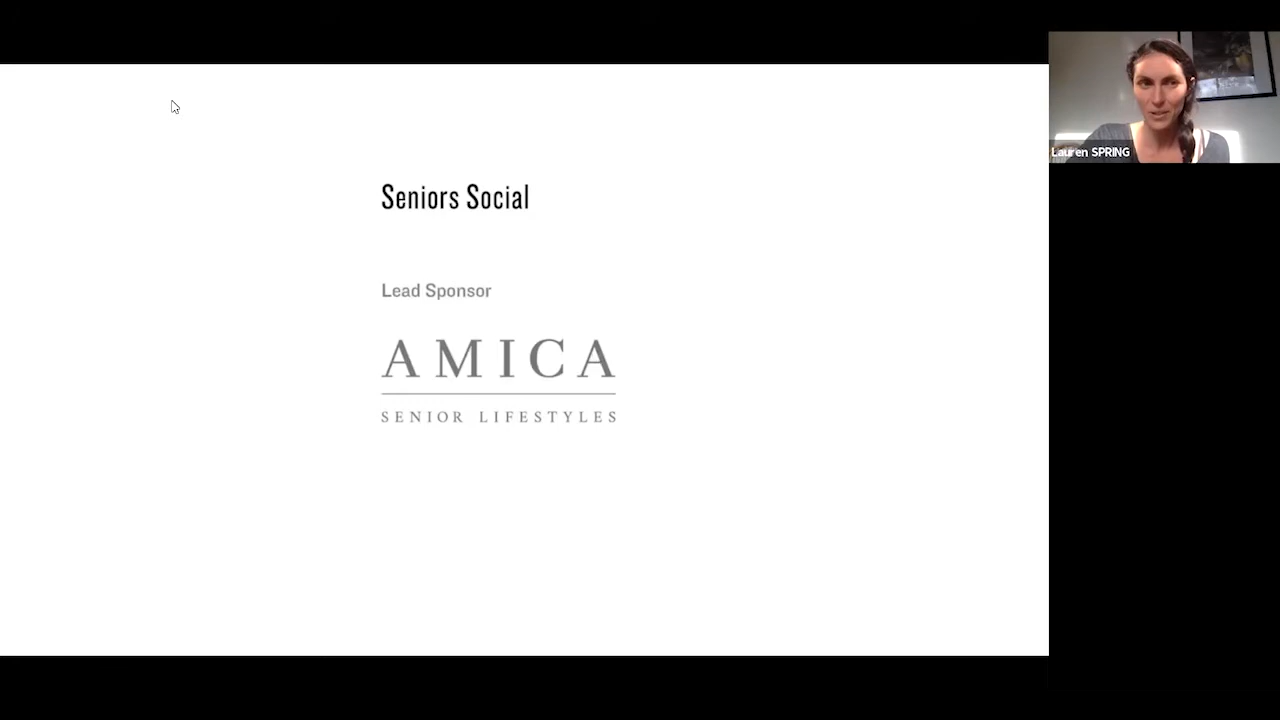 Seniors Social
Lead Sponsor
AMICA
SENIOR LIFESTYLES
Lauren SPRING